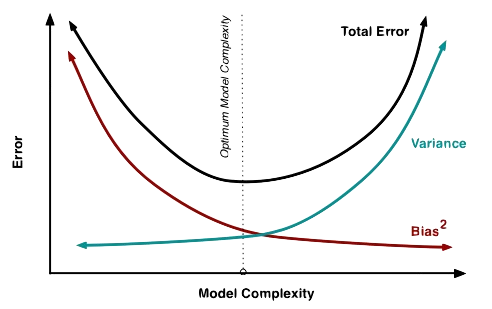 Total Error
Optimum Model Complexity
Variance
Error
Bias2
Model Complexity